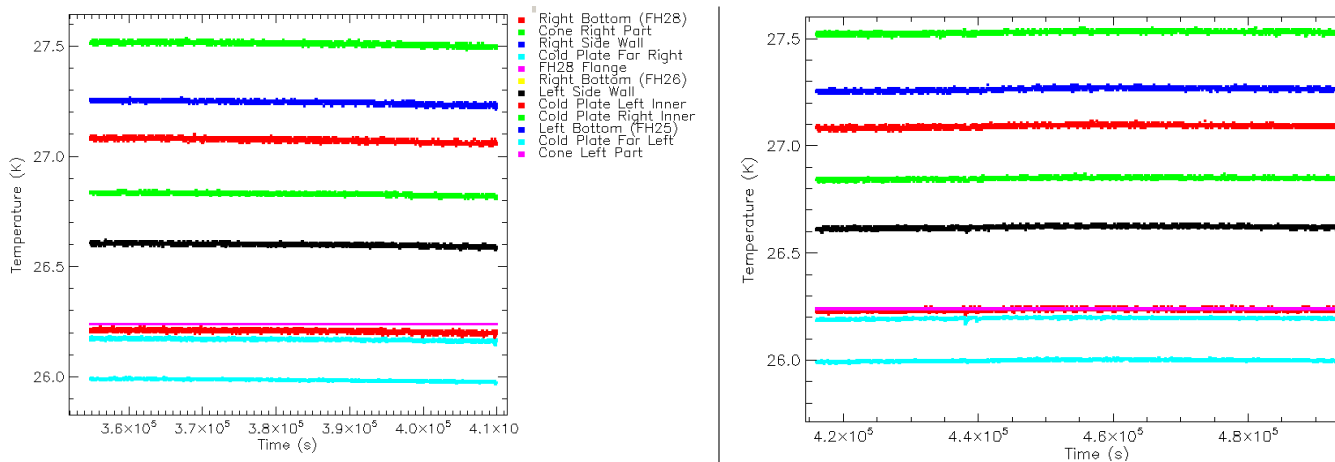 27.5
27.0
26.5
26.0
Temperature (K)
3.6×10⁵
3.7×10⁵
3.8×10⁵
3.9×10⁵
4.0×10⁵
4.1×10
Time (s)
Right Bottom (FH28)
Cone Right Part
Right Side Wall
Cold Plate Far Right
FH28 Flange
Right Bottom (FH26)
Left Side Wall
Cold Plate Left Inner
Cold Plate Right Inner
Left Bottom (FH25)
Cold Plate Far Left
Cone Left Part
27.5
27.0
26.5
26.0
Temperature (K)
4.2×10⁵
4.4×10⁵
4.6×10⁵
4.8×10⁵
Time (s)